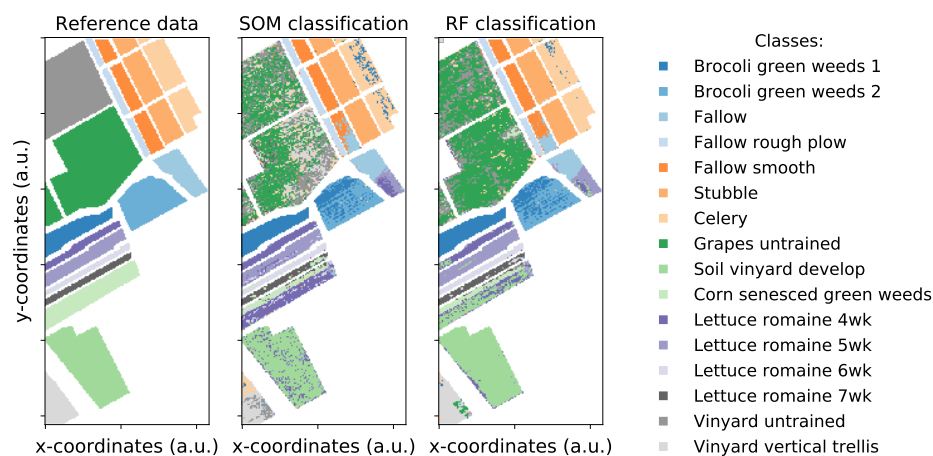 Reference data
SOM classification
RF classification
y-coordinates (a.u.)
x-coordinates (a.u.)
x-coordinates (a.u.)
x-coordinates (a.u.)
Classes:
Brocoli green weeds 1
Brocoli green weeds 2
Fallow
Fallow rough plow
Fallow smooth
Stubble
Celery
Grapes untrained
Soil vinyard develop
Corn senesced green weeds
Lettuce romaine 4wk
Lettuce romaine 5wk
Lettuce romaine 6wk
Lettuce romaine 7wk
Vinyard untrained
Vinyard vertical trellis